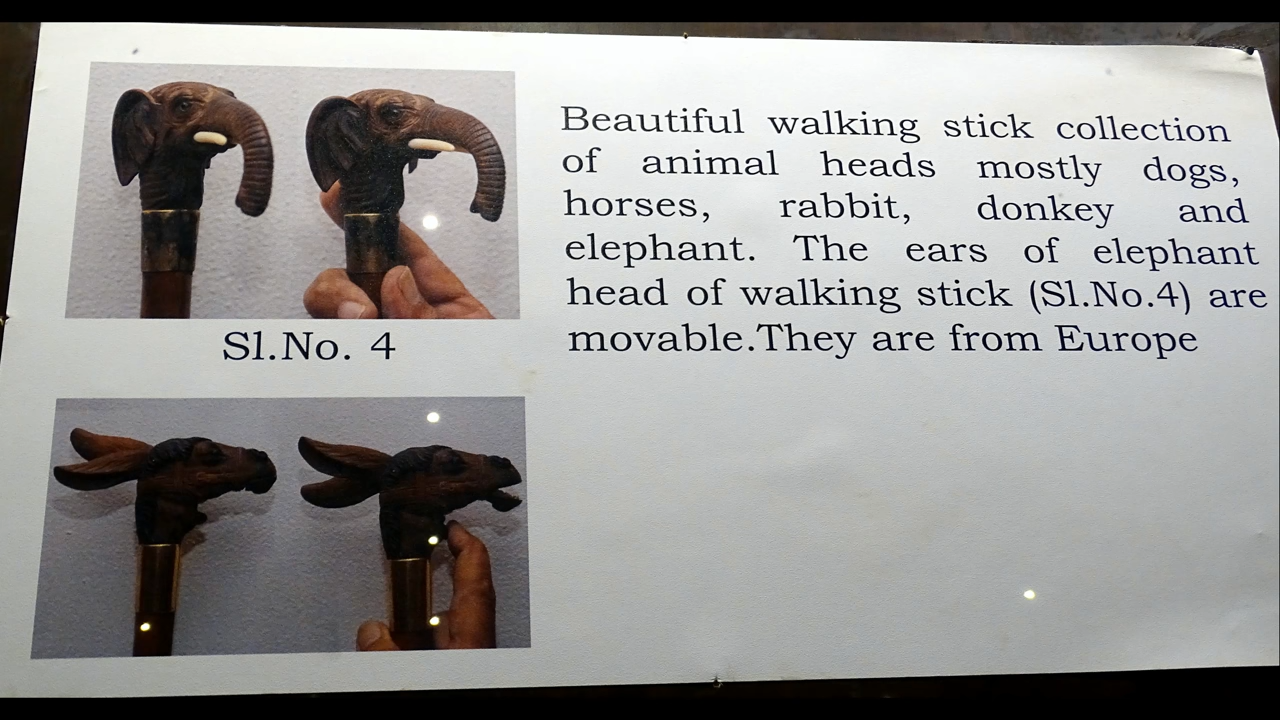 Beautiful walking stick collection
of animal heads mostly dogs,
horses, rabbit, donkey and
elephant. The ears of elephant
head of walking stick (Sl.No.4) are
movable.They are from Europe
Sl.No. 4